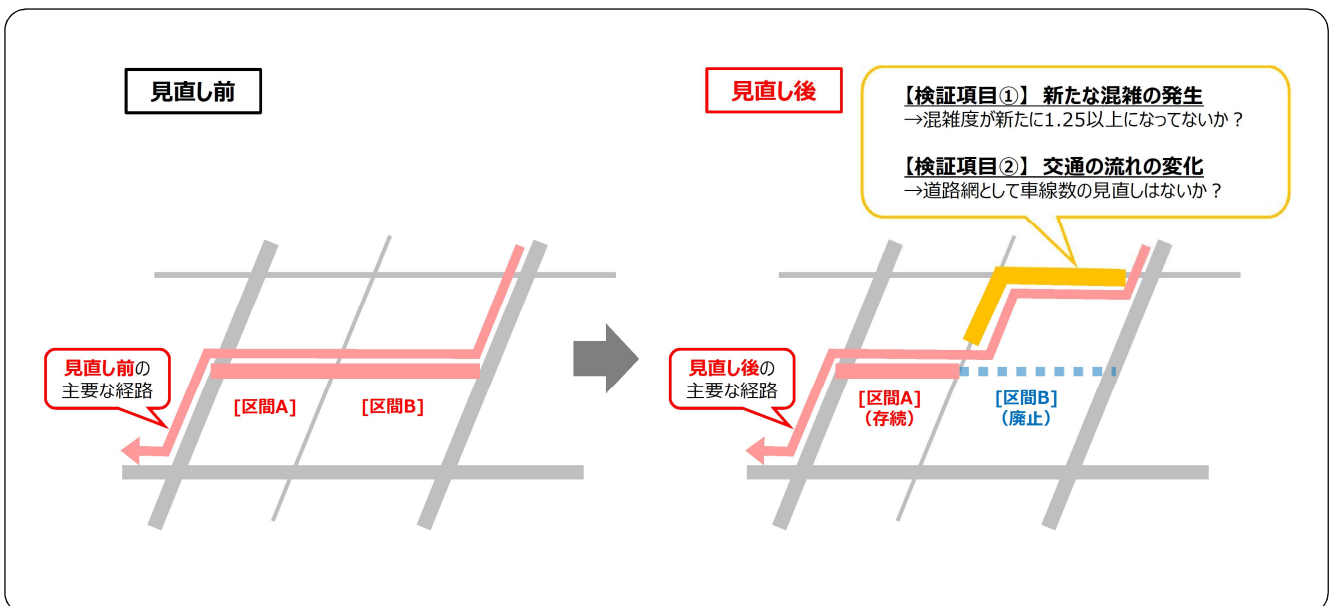 見直し前
見直し前の
主要な経路
[区間A]
[区間B]
見直し後
【検証項目①】 新たな混雑の発生
→混雑度が新たに1.25以上になってないか？
【検証項目②】 交通の流れの変化
→道路網として車線数の見直しはないか？
見直し後の
主要な経路
[区間A]
（存続）
[区間B]
（廃止）